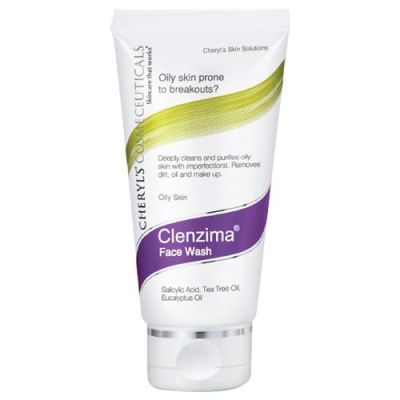 Cheryl's Skin Solutions
CHERYL'S COSMECEUTICALS
Skincare that works®
Oily skin prone
to breakouts?
Deeply cleans and purifies oily
skin with imperfections. Removes
dirt, oil and make up.
Oily Skin
Clenzima®
Face Wash
Salicylic Acid, Tea Tree Oil,
Eucalyptus Oil